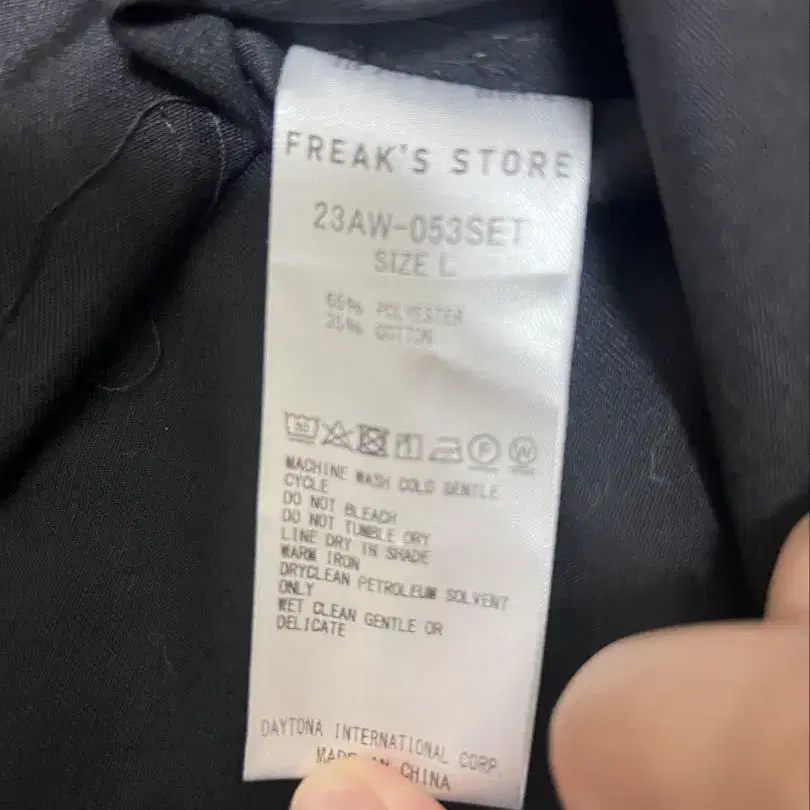 FREAK'S STORE
23AW-053SET
SIZE L
65% POLYESTER
35% COTTON
MACHINE WASH COLD GENTLE
CYCLE
DO NOT BLEACH
DO NOT TUMBLE DRY
LINE DRY IN SHADE
WARM IRON
DRYCLEAN PETROLEUM SOLVENT
ONLY
WET CLEAN GENTLE OR
DELICATE
DAYTONA INTERNATIONAL CORP.
MADE IN CHINA